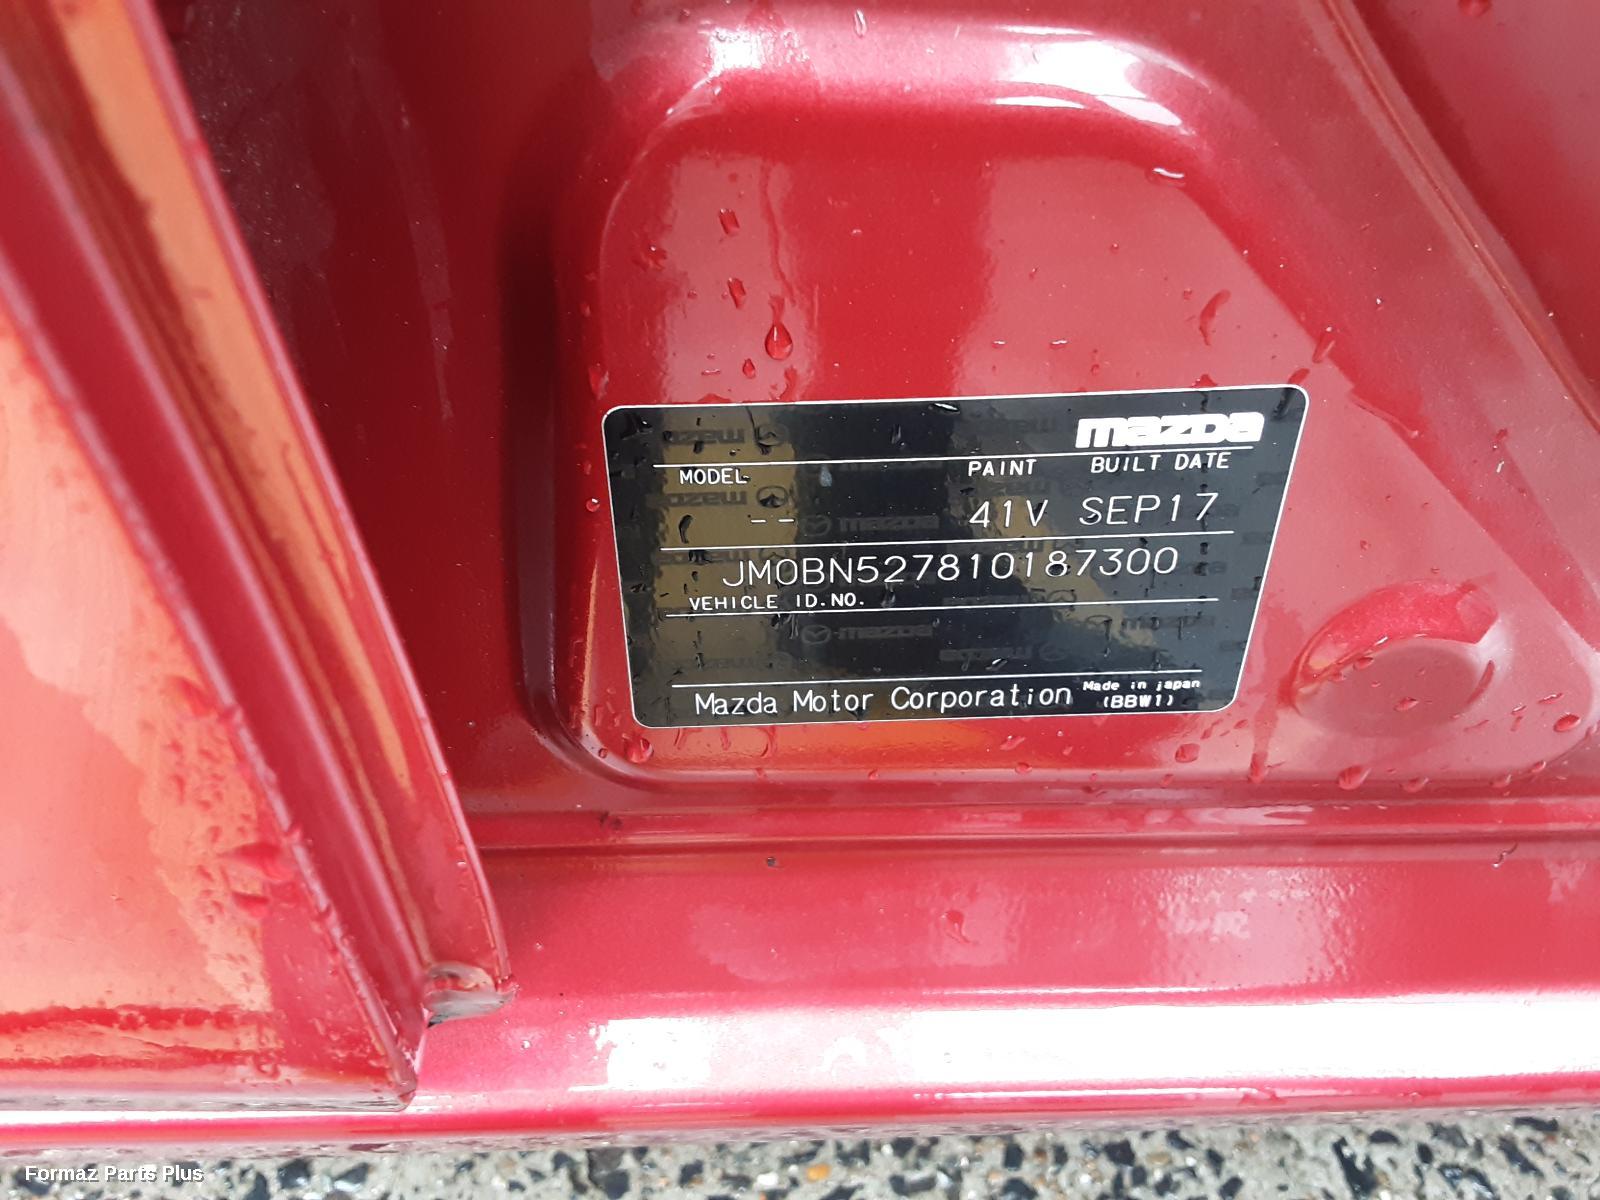 mazda
MODEL PAINT BUILT DATE
-- 41V SEP17
JM0BN527810187300
VEHICLE ID.NO.
Mazda Motor Corporation Made in japan
(BBW1)
Formaz Parts Plus